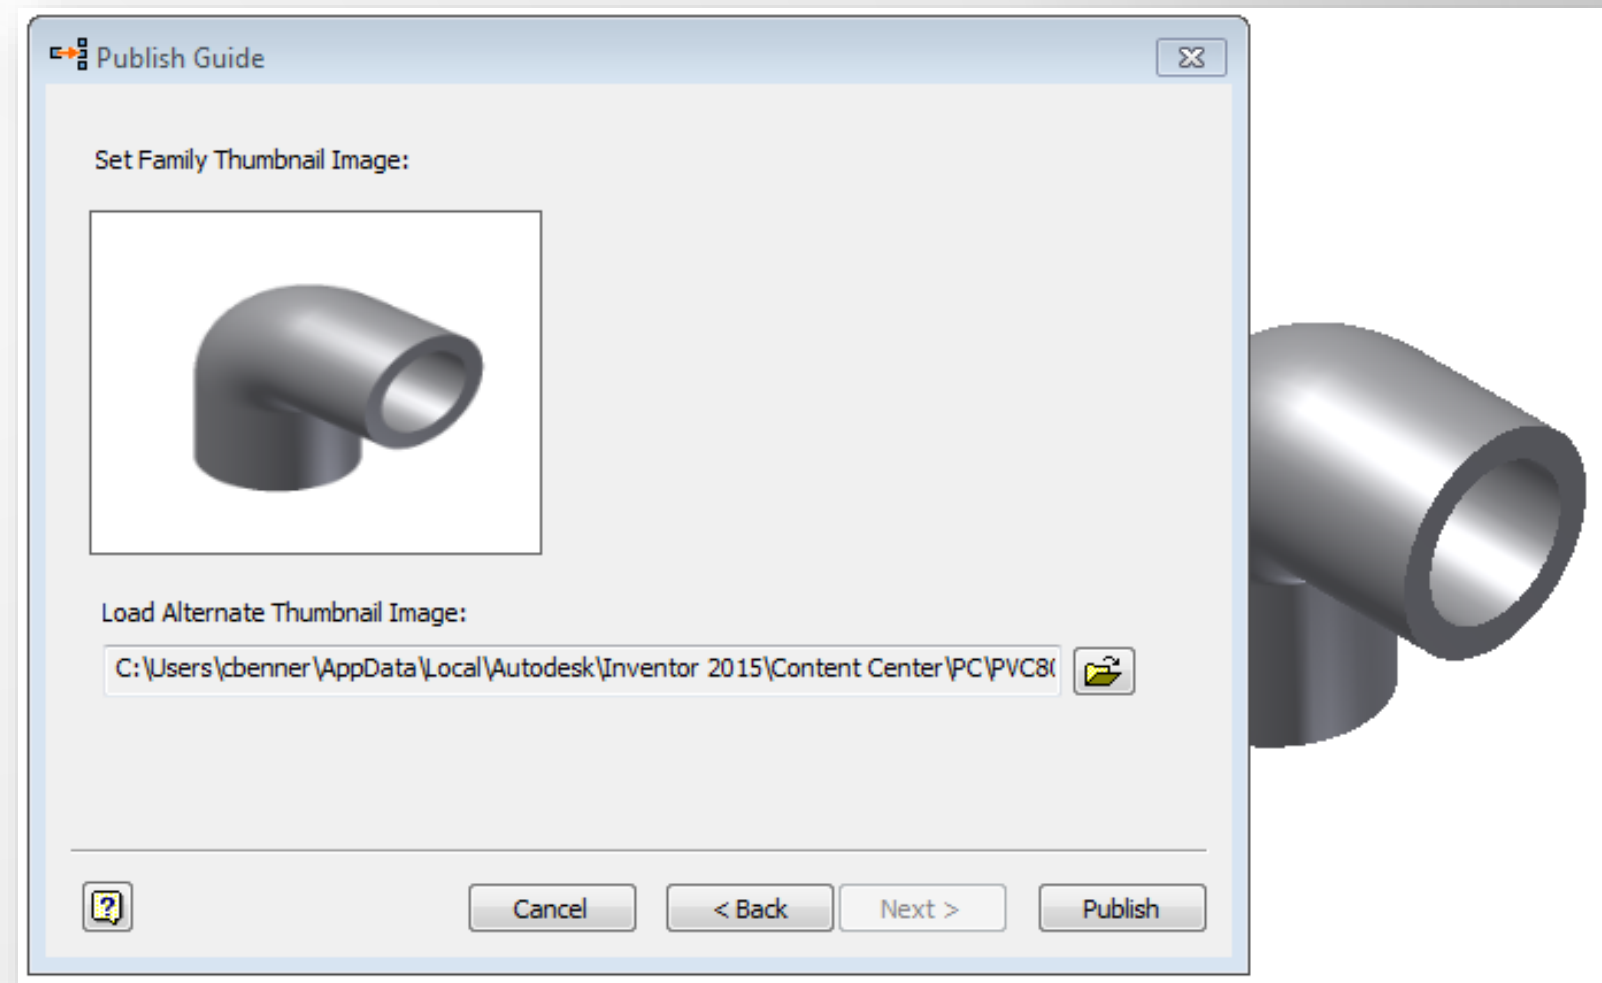 Publish Guide
Set Family Thumbnail Image:
Load Alternate Thumbnail Image:
C:\Users\cbenner\AppData\Local\Autodesk\Inventor 2015\Content Center\PC\PVC80
Cancel
< Back
Next >
Publish